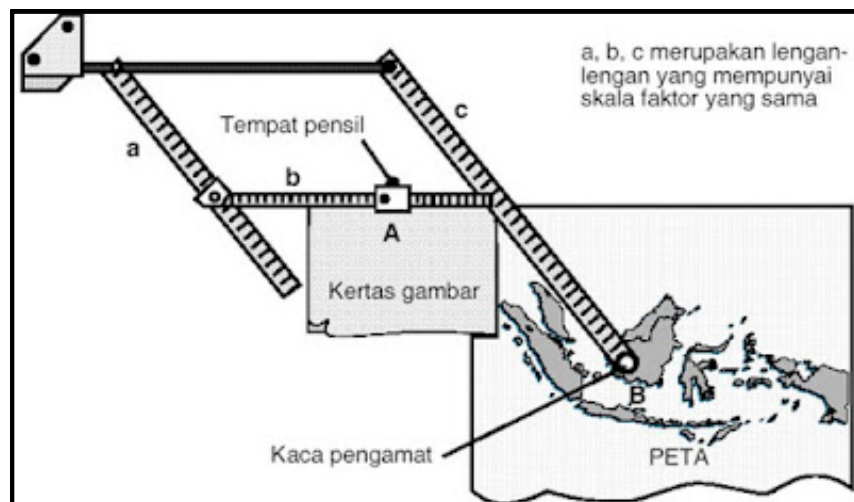 a, b, c merupakan lengan-
lengan yang mempunyai
skala faktor yang sama
c
Tempat pensil
a
b
A
Kertas gambar
B
Kaca pengamat
PETA